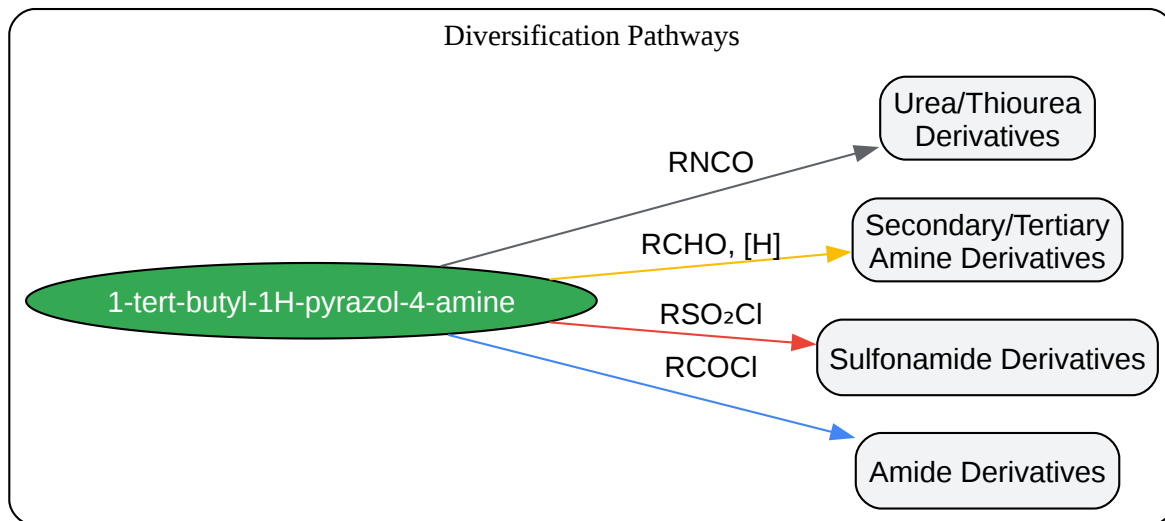 Diversification Pathways
Urea/Thiourea
Derivatives
RNCO
Secondary/Tertiary
Amine Derivatives
RCHO, [H]
1-tert-butyl-1H-pyrazol-4-amine
RSO₂Cl
Sulfonamide Derivatives
RCOCl
Amide Derivatives